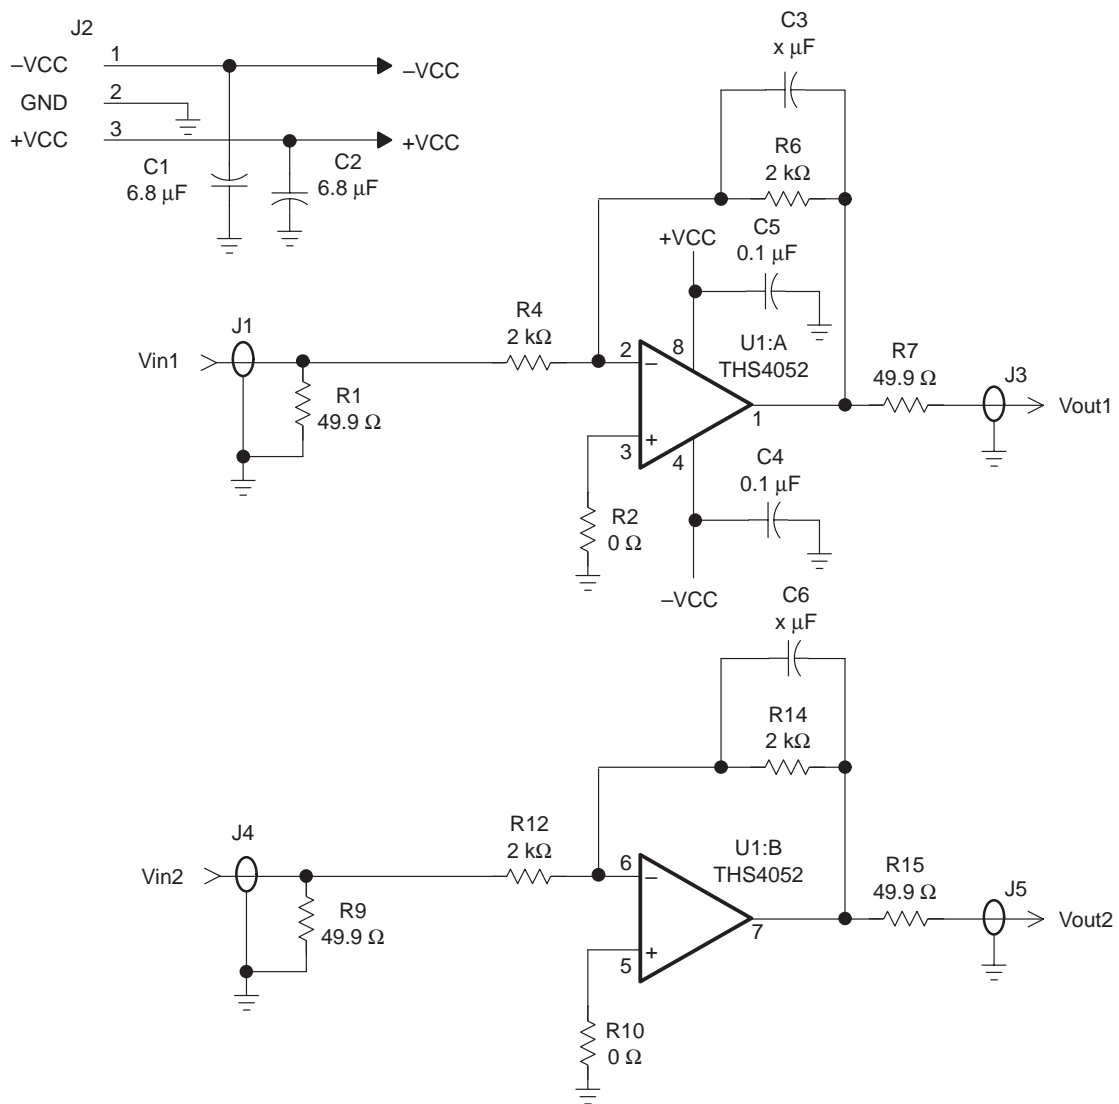 J2
–VCC 1 –VCC
GND 2
+VCC 3 +VCC
C1
6.8 μF
C2
6.8 μF
C3
x μF
R6
2 kΩ
C5
0.1 μF
+VCC
R4
2 kΩ
J1
Vin1
R1
49.9 Ω
2
–
8
U1:A
THS4052
1
3
+
4
R7
49.9 Ω
J3
Vout1
C4
0.1 μF
R2
0 Ω
–VCC
C6
x μF
R14
2 kΩ
R12
2 kΩ
J4
Vin2
R9
49.9 Ω
6
–
U1:B
THS4052
7
5
+
R15
49.9 Ω
J5
Vout2
R10
0 Ω